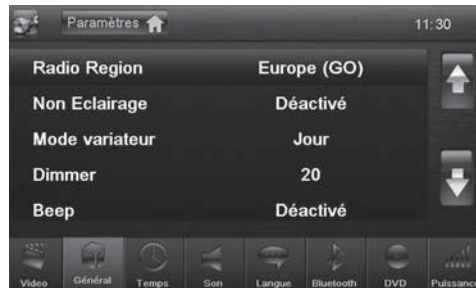 Paramètres 11:30
Radio Region Europe (GO)
Non Eclairage Déactivé
Mode variateur Jour
Dimmer 20
Beep Déactivé
Video Général Temps Son Langue Bluetooth DVD Puissance